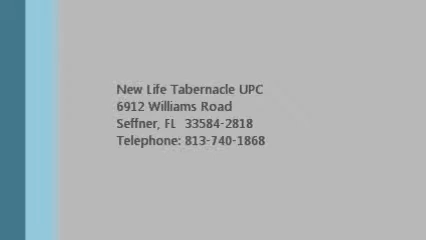 New Life Tabernacle UPC
6912 Williams Road
Seffner, FL  33584-2818
Telephone: 813-740-1868